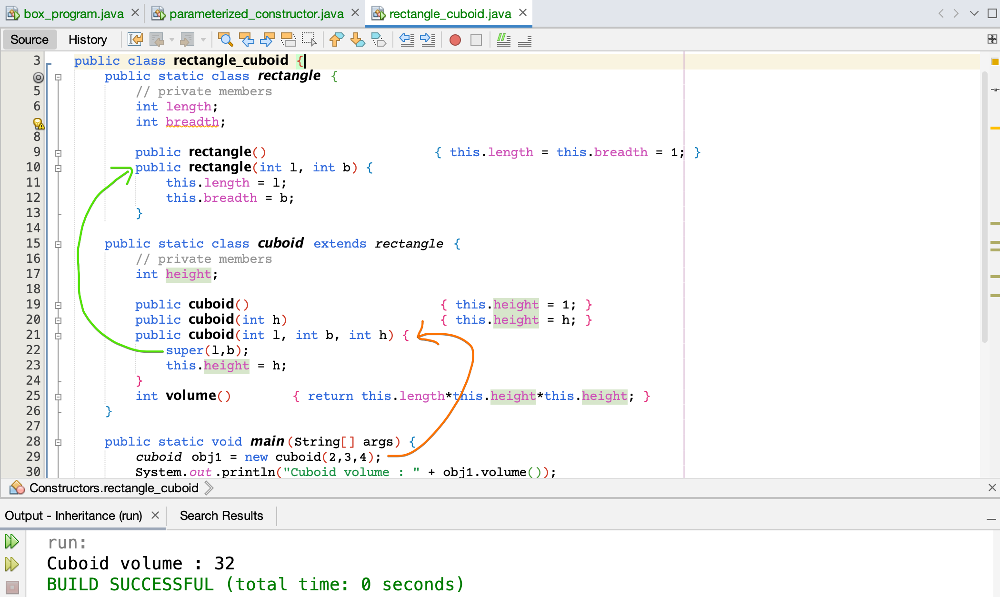 box_program.java parameterized_constructor.java rectangle_cuboid.java
Source History
3 public class rectangle_cuboid {
public static class rectangle {
5 // private members
6 int length;
int breadth;
8
9 public rectangle() { this.length = this.breadth = 1; }
10 public rectangle(int l, int b) {
11 this.length = l;
12 this.breadth = b;
13 }
14
15 public static class cuboid extends rectangle {
16 // private members
17 int height;
18
19 public cuboid() { this.height = 1; }
20 public cuboid(int h) { this.height = h; }
21 public cuboid(int l, int b, int h) {
22 super(l,b);
23 this.height = h;
24 }
25 int volume() { return this.length*this.height*this.height; }
26 }
27
28 public static void main(String[] args) {
29 cuboid obj1 = new cuboid(2,3,4);
30 System.out.println("Cuboid volume : " + obj1.volume());
Constructors.rectangle_cuboid
Output - Inheritance (run) Search Results
run:
Cuboid volume : 32
BUILD SUCCESSFUL (total time: 0 seconds)